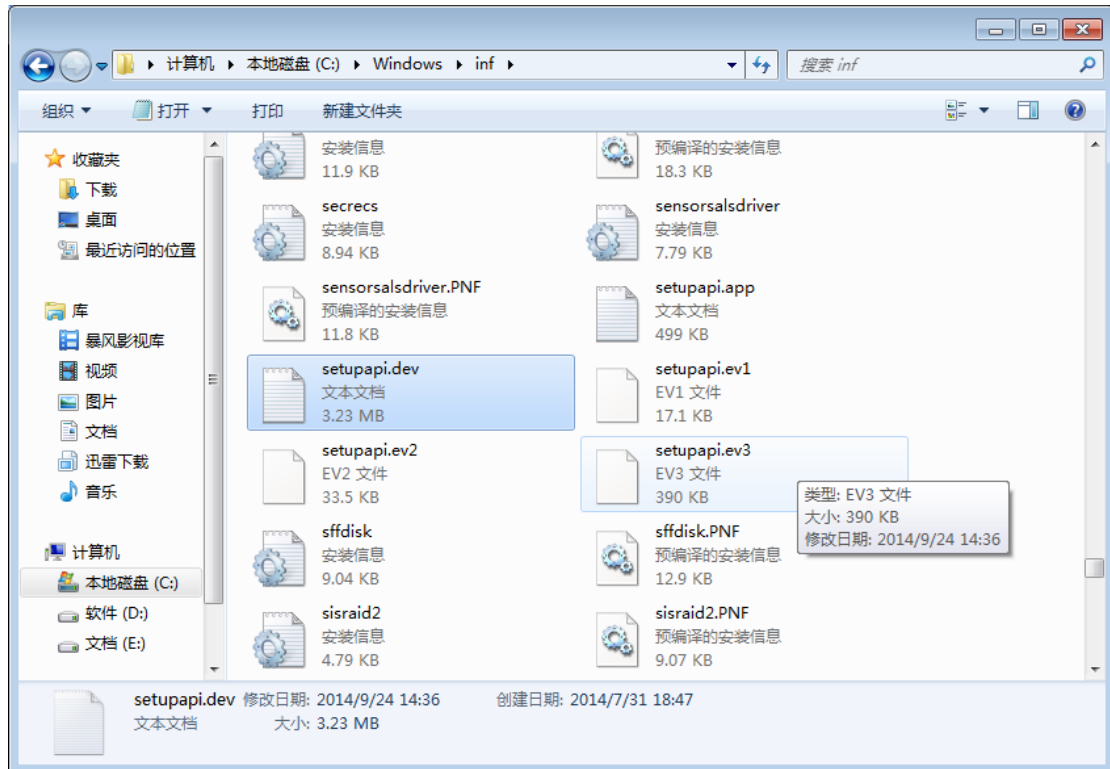 计算机 本地磁盘 (C:) Windows inf
搜索 inf
组织 打开 打印 新建文件夹
收藏夹
下载
桌面
最近访问的位置
库
暴风影视库
视频
图片
文档
迅雷下载
音乐
计算机
本地磁盘 (C:)
软件 (D:)
文档 (E:)
安装信息
11.9 KB
预编译的安装信息
18.3 KB
secrecs
安装信息
8.94 KB
sensorsalsdriver
安装信息
7.79 KB
sensorsalsdriver.PNF
预编译的安装信息
11.8 KB
setupapi.app
文本文档
499 KB
setupapi.dev
文本文档
3.23 MB
setupapi.ev1
EV1 文件
17.1 KB
setupapi.ev2
EV2 文件
33.5 KB
setupapi.ev3
EV3 文件
390 KB
类型: EV3 文件
大小: 390 KB
修改日期: 2014/9/24 14:36
sffdisk
安装信息
9.04 KB
sffdisk.PNF
预编译的安装信息
12.9 KB
sisraid2
安装信息
4.79 KB
sisraid2.PNF
预编译的安装信息
9.07 KB
setupapi.dev 修改日期: 2014/9/24 14:36 创建日期: 2014/7/31 18:47
文本文档 大小: 3.23 MB